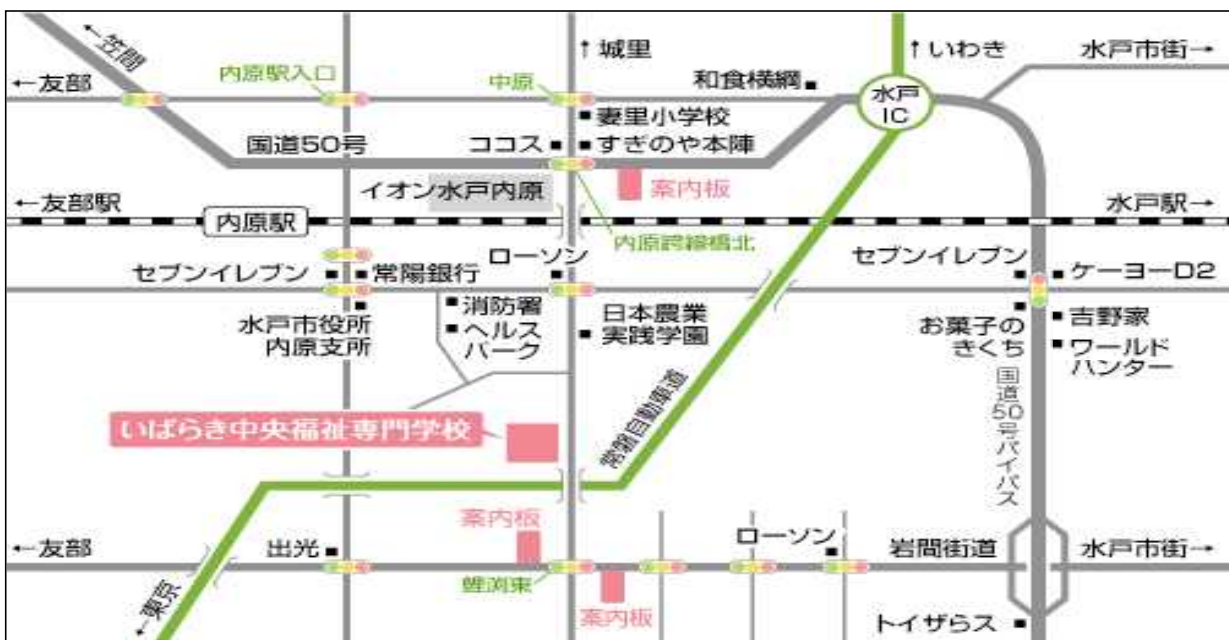 ←笠間
↑城里
↑いわき
水戸市街→
←友部
内原駅入口
中原
和食横綱
水戸
IC
妻里小学校
国道50号
ココス
すぎのや本陣
イオン水戸内原
案内板
←友部駅
内原駅
水戸駅→
内原跨線橋北
セブンイレブン
常陽銀行
ローソン
セブンイレブン
ケーヨーD2
水戸市役所
内原支所
消防署
ヘルス
パーク
日本農業
実践学園
お菓子の
きくち
吉野家
ワールド
ハンター
国道50号バイパス
いばらき中央福祉専門学校
常磐自動車道
案内板
←友部
出光
鯉渕東
ローソン
岩間街道
水戸市街→
←東京
案内板
トイザらス